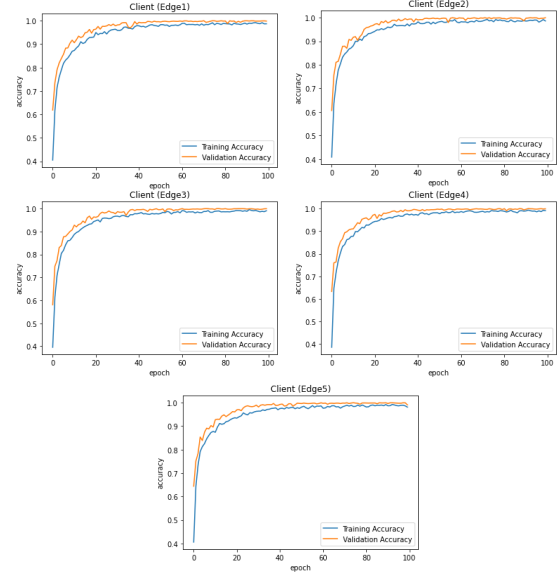 Client (Edge1)
1.0
0.9
0.8
0.7
0.6
0.5
0.4
accuracy
Training Accuracy
Validation Accuracy
0 20 40 60 80 100
epoch
Client (Edge2)
1.0
0.9
0.8
0.7
0.6
0.5
0.4
accuracy
Training Accuracy
Validation Accuracy
0 20 40 60 80 100
epoch
Client (Edge3)
1.0
0.9
0.8
0.7
0.6
0.5
0.4
accuracy
Training Accuracy
Validation Accuracy
0 20 40 60 80 100
epoch
Client (Edge4)
1.0
0.9
0.8
0.7
0.6
0.5
0.4
accuracy
Training Accuracy
Validation Accuracy
0 20 40 60 80 100
epoch
Client (Edge5)
1.0
0.9
0.8
0.7
0.6
0.5
0.4
accuracy
Training Accuracy
Validation Accuracy
0 20 40 60 80 100
epoch